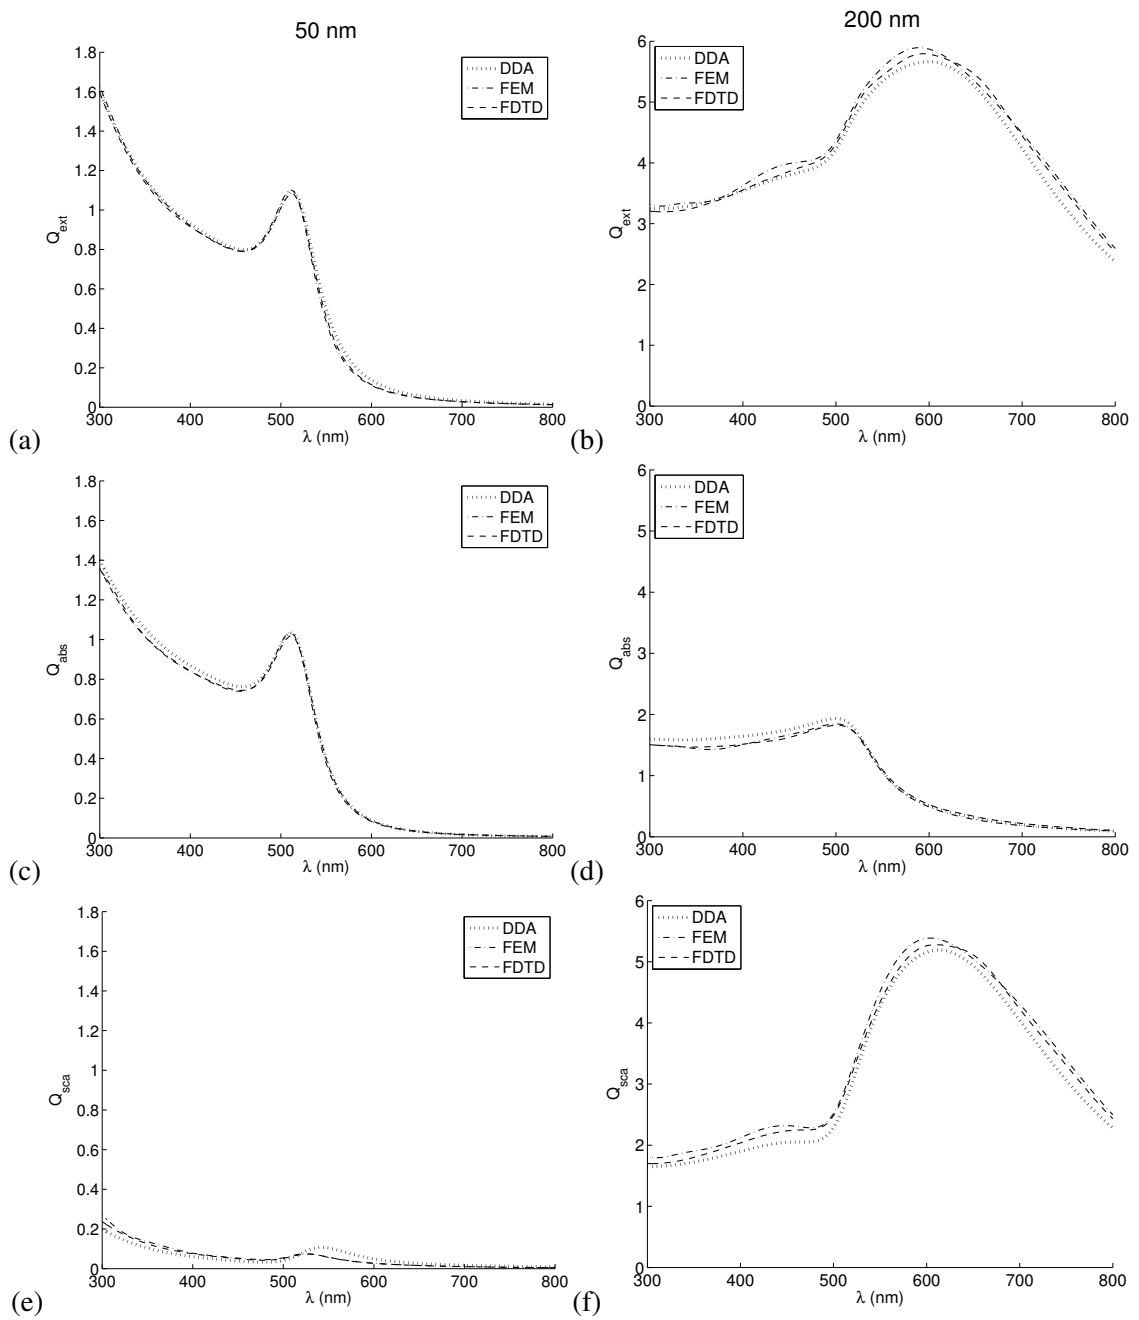 50 nm
200 nm
1.8
1.6
1.4
1.2
1
0.8
0.6
0.4
0.2
0
Q_ext
DDA
FEM
FDTD
300 400 500 600 700 800
λ (nm)
(a)
6
5
4
3
2
1
0
Q_ext
DDA
FEM
FDTD
300 400 500 600 700 800
λ (nm)
(b)
1.8
1.6
1.4
1.2
1
0.8
0.6
0.4
0.2
0
Q_abs
DDA
FEM
FDTD
300 400 500 600 700 800
λ (nm)
(c)
6
5
4
3
2
1
0
Q_abs
DDA
FEM
FDTD
300 400 500 600 700 800
λ (nm)
(d)
1.8
1.6
1.4
1.2
1
0.8
0.6
0.4
0.2
0
Q_sca
DDA
FEM
FDTD
300 400 500 600 700 800
λ (nm)
(e)
6
5
4
3
2
1
0
Q_sca
DDA
FEM
FDTD
300 400 500 600 700 800
λ (nm)
(f)